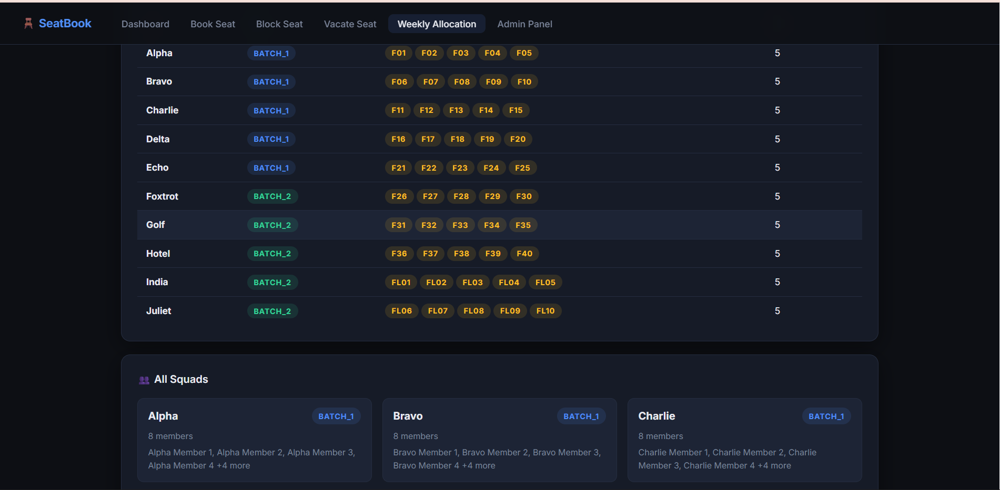 SeatBook Dashboard Book Seat Block Seat Vacate Seat Weekly Allocation Admin Panel
Alpha BATCH_1 F01 F02 F03 F04 F05 5
Bravo BATCH_1 F06 F07 F08 F09 F10 5
Charlie BATCH_1 F11 F12 F13 F14 F15 5
Delta BATCH_1 F16 F17 F18 F19 F20 5
Echo BATCH_1 F21 F22 F23 F24 F25 5
Foxtrot BATCH_2 F26 F27 F28 F29 F30 5
Golf BATCH_2 F31 F32 F33 F34 F35 5
Hotel BATCH_2 F36 F37 F38 F39 F40 5
India BATCH_2 FL01 FL02 FL03 FL04 FL05 5
Juliet BATCH_2 FL06 FL07 FL08 FL09 FL10 5
All Squads
Alpha BATCH_1
8 members
Alpha Member 1, Alpha Member 2, Alpha Member 3,
Alpha Member 4 +4 more
Bravo BATCH_1
8 members
Bravo Member 1, Bravo Member 2, Bravo Member 3,
Bravo Member 4 +4 more
Charlie BATCH_1
8 members
Charlie Member 1, Charlie Member 2, Charlie
Member 3, Charlie Member 4 +4 more